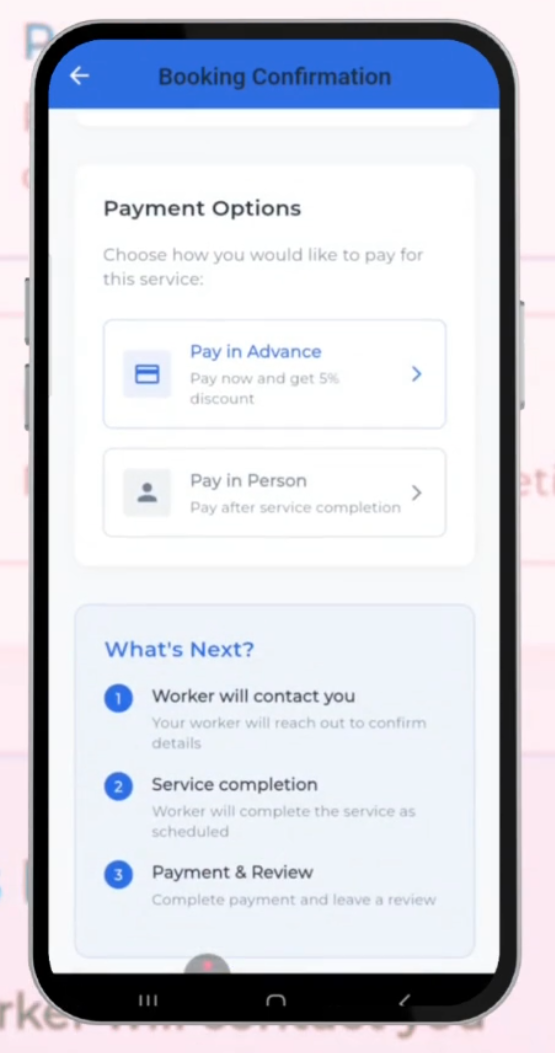 Booking Confirmation
Payment Options
Choose how you would like to pay for
this service:
Pay in Advance
Pay now and get 5%
discount
Pay in Person
Pay after service completion
What's Next?
1 Worker will contact you
Your worker will reach out to confirm
details
2 Service completion
Worker will complete the service as
scheduled
3 Payment & Review
Complete payment and leave a review